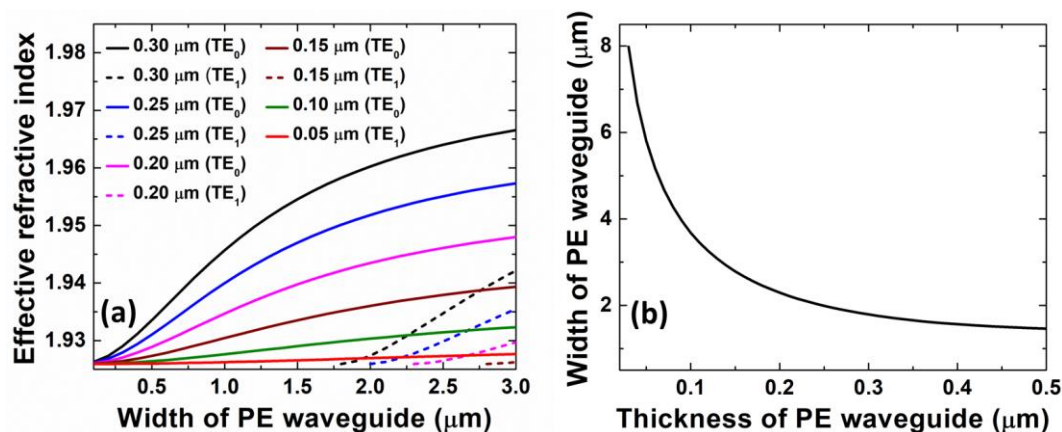 1.98
1.97
1.96
1.95
1.94
1.93
Effective refractive index
0.30 μm (TE₀)
0.30 μm (TE₁)
0.25 μm (TE₀)
0.25 μm (TE₁)
0.20 μm (TE₀)
0.20 μm (TE₁)
0.15 μm (TE₀)
0.15 μm (TE₁)
0.10 μm (TE₀)
0.05 μm (TE₁)
(a)
0.5 1.0 1.5 2.0 2.5 3.0
Width of PE waveguide (μm)
8
6
4
2
Width of PE waveguide (μm)
(b)
0.1 0.2 0.3 0.4 0.5
Thickness of PE waveguide (μm)